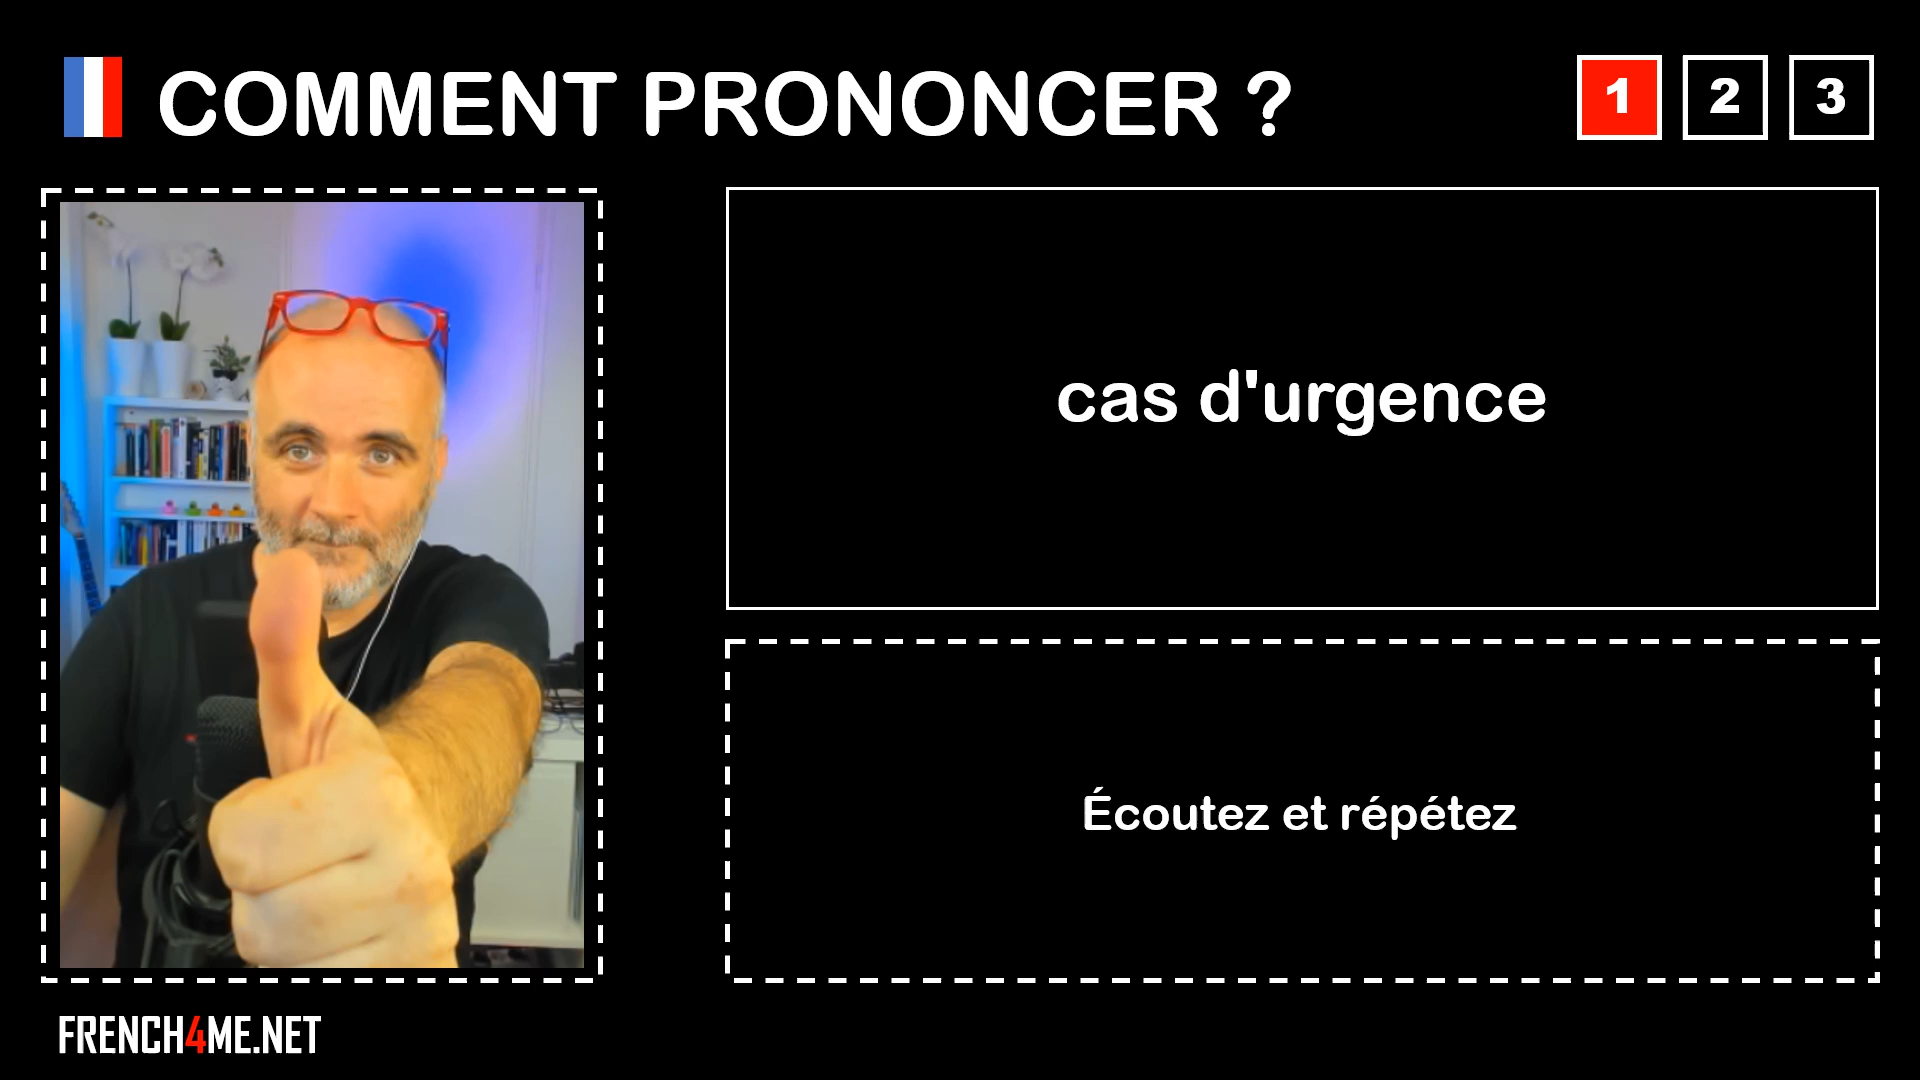 COMMENT PRONONCER ?
1 2 3
cas d'urgence
Écoutez et répétez
FRENCH4ME.NET